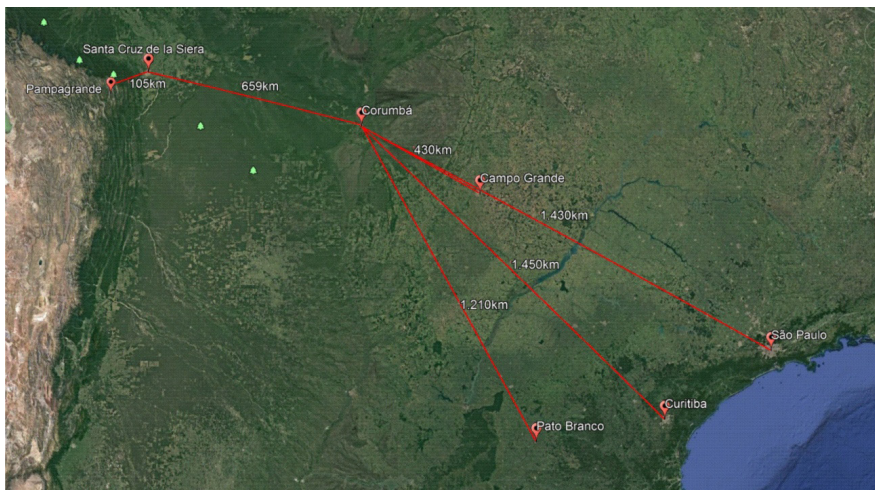 Santa Cruz de la Siera
Pampagrande
105km
659km
Corumbá
430km
Campo Grande
1.430km
1.450km
1.210km
São Paulo
Curitiba
Pato Branco